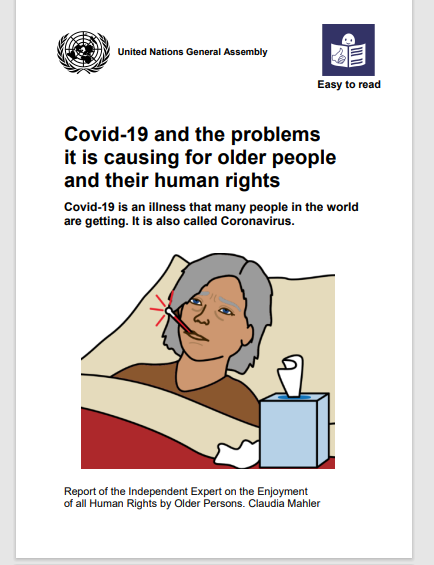 United Nations General Assembly
Easy to read
Covid-19 and the problems
it is causing for older people
and their human rights
Covid-19 is an illness that many people in the world
are getting. It is also called Coronavirus.
Report of the Independent Expert on the Enjoyment
of all Human Rights by Older Persons. Claudia Mahler